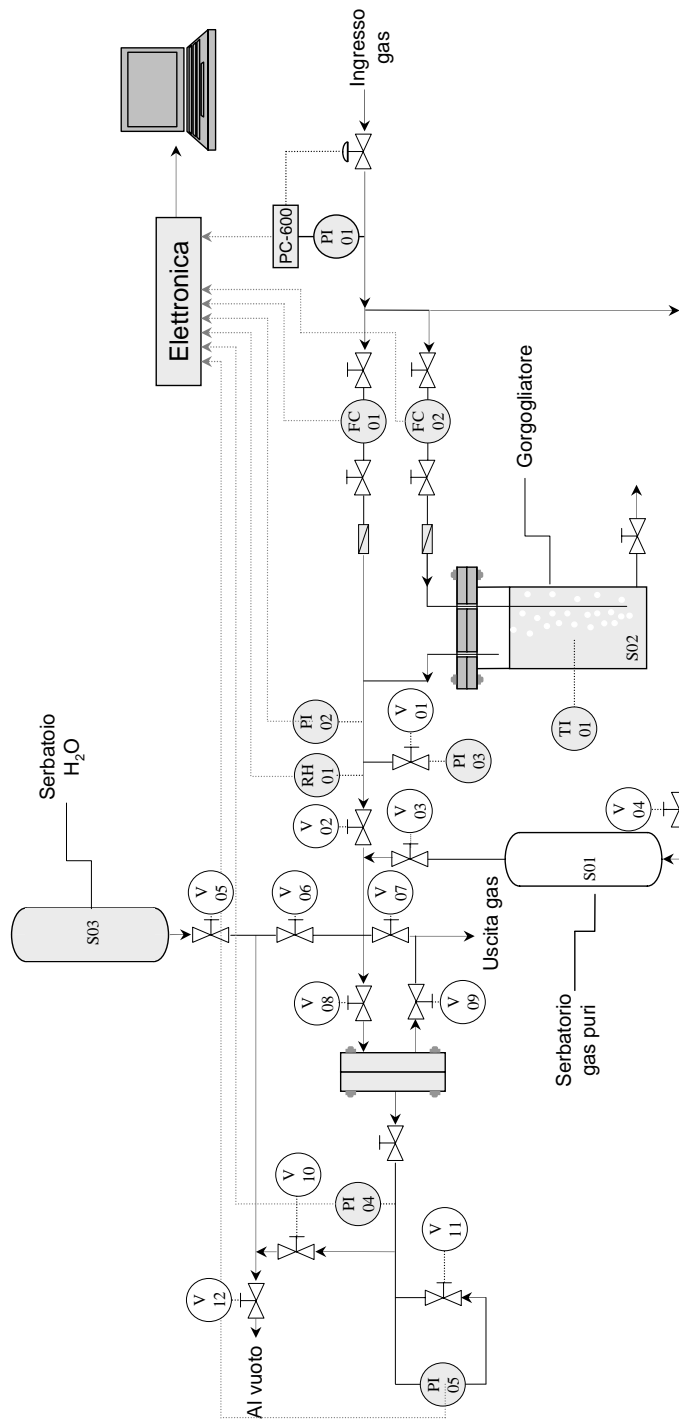 Serbatoio
H2O
S03
Elettronica
PC-600
PI
01
Ingresso
gas
FC
01
FC
02
Gorgogliatore
S02
TI
01
PI
02
RH
01
V
01
PI
03
V
02
V
03
V
04
S01
Serbatorio
gas puri
V
05
V
06
V
07
Uscita gas
V
08
V
09
V
10
PI
04
V
11
V
12
Al vuoto
PI
05